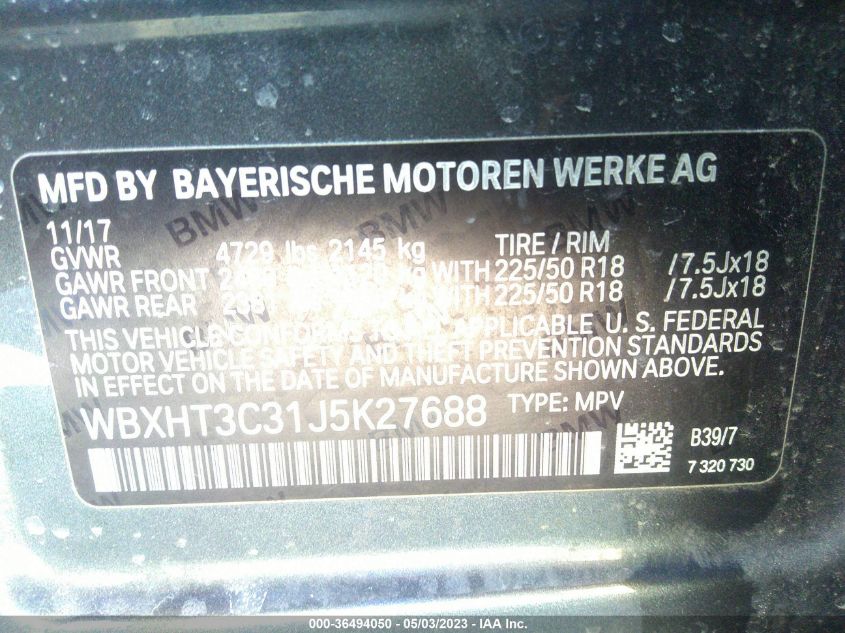 MFD BY BAYERISCHE MOTOREN WERKE AG
11/17
GVWR 4729 lbs 2145 kg TIRE / RIM
GAWR FRONT kg WITH 225/50 R18 /7.5Jx18
GAWR REAR WITH 225/50 R18 /7.5Jx18
THIS VEHICLE CONFORMS APPLICABLE U. S. FEDERAL
MOTOR VEHICLE SAFETY AND THEFT PREVENTION STANDARDS
IN EFFECT ON THE DATE OF MANUFACTURE SHOWN ABOVE.
WBXHT3C31J5K27688 TYPE: MPV
B39/7
7 320 730
000-36494050 - 05/03/2023 - IAA Inc.